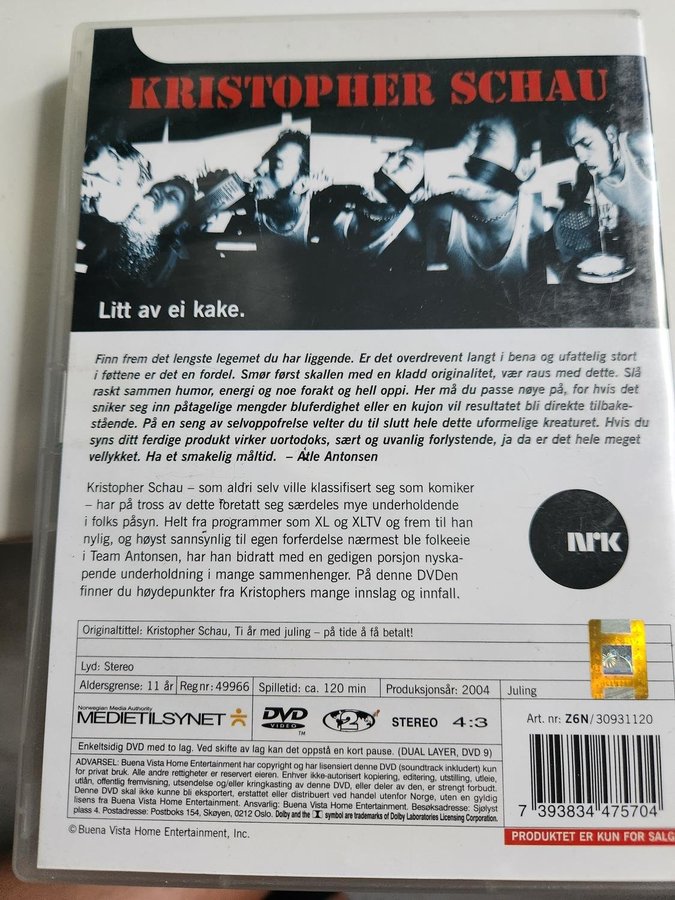 KRISTOPHER SCHAU
Litt av ei kake.
Finn frem det lengste legemet du har liggende. Er det overdrevent langt i bena og ufattelig stort
i føttene er det en fordel. Smør først skallen med en kladd originalitet, vær raus med dette. Slå
raskt sammen humor, energi og noe forakt og hell oppi. Her må du passe nøye på, for hvis det
sniker seg inn påtagelige mengder bluferdighet eller en kujon vil resultatet bli direkte tilbake-
stående. På en seng av selvoppofrelse velter du til slutt hele dette uformelige kreaturet. Hvis du
syns ditt ferdige produkt virker uortodoks, sært og uvanlig forlystende, ja da er det hele meget
vellykket. Ha et smakelig måltid. – Atle Antonsen
Kristopher Schau – som aldri selv ville klassifisert seg som komiker
– har på tross av dette foretatt seg særdeles mye underholdende
i folks påsyn. Helt fra programmer som XL og XLTV og frem til han
nylig, og høyst sannsynlig til egen forferdelse nærmest ble folkeeie
i Team Antonsen, har han bidratt med en gedigen porsjon nyska-
pende underholdning i mange sammenhenger. På denne DVDen
finner du høydepunkter fra Kristophers mange innslag og innfall.
NRK
Originaltittel: Kristopher Schau, Ti år med juling – på tide å få betalt!
Lyd: Stereo
Aldersgrense: 11 år Reg nr: 49966 Spilletid: ca. 120 min Produksjonsår: 2004 Juling
Norwegian Media Authority
MEDIETILSYNET DVD VIDEO TM 2 STEREO 4:3
Art. nr: Z6N/30931120
Enkeltsidig DVD med to lag. Ved skifte av lag kan det oppstå en kort pause. (DUAL LAYER, DVD 9)
ADVARSEL: Buena Vista Home Entertainment har copyright og har lisensiert denne DVD (soundtrack inkludert) kun
for privat bruk. Alle andre rettigheter er reservert eieren. Enhver ikke-autorisert kopiering, editering, utstilling, utleie,
utlån, offentlig fremvisning, utsendelse og/eller kringkasting av denne DVD, eller deler av den, er strengt forbudt.
Denne DVD skal ikke kunne bli eksportert, erstattet eller distribuert ved handel utenfor Norge, uten en gyldig
lisens fra Buena Vista Home Entertainment. Ansvarlig: Buena Vista Home Entertainment. Besøksadresse: Sjølyst
plass 4. Postadresse: Postboks 154, Skøyen, 0212 Oslo. Dolby and the symbol are trademarks of Dolby Laboratories Licensing Corporation.
7 393834 475704
© Buena Vista Home Entertainment, Inc.
PRODUKTET ER KUN FOR SALG